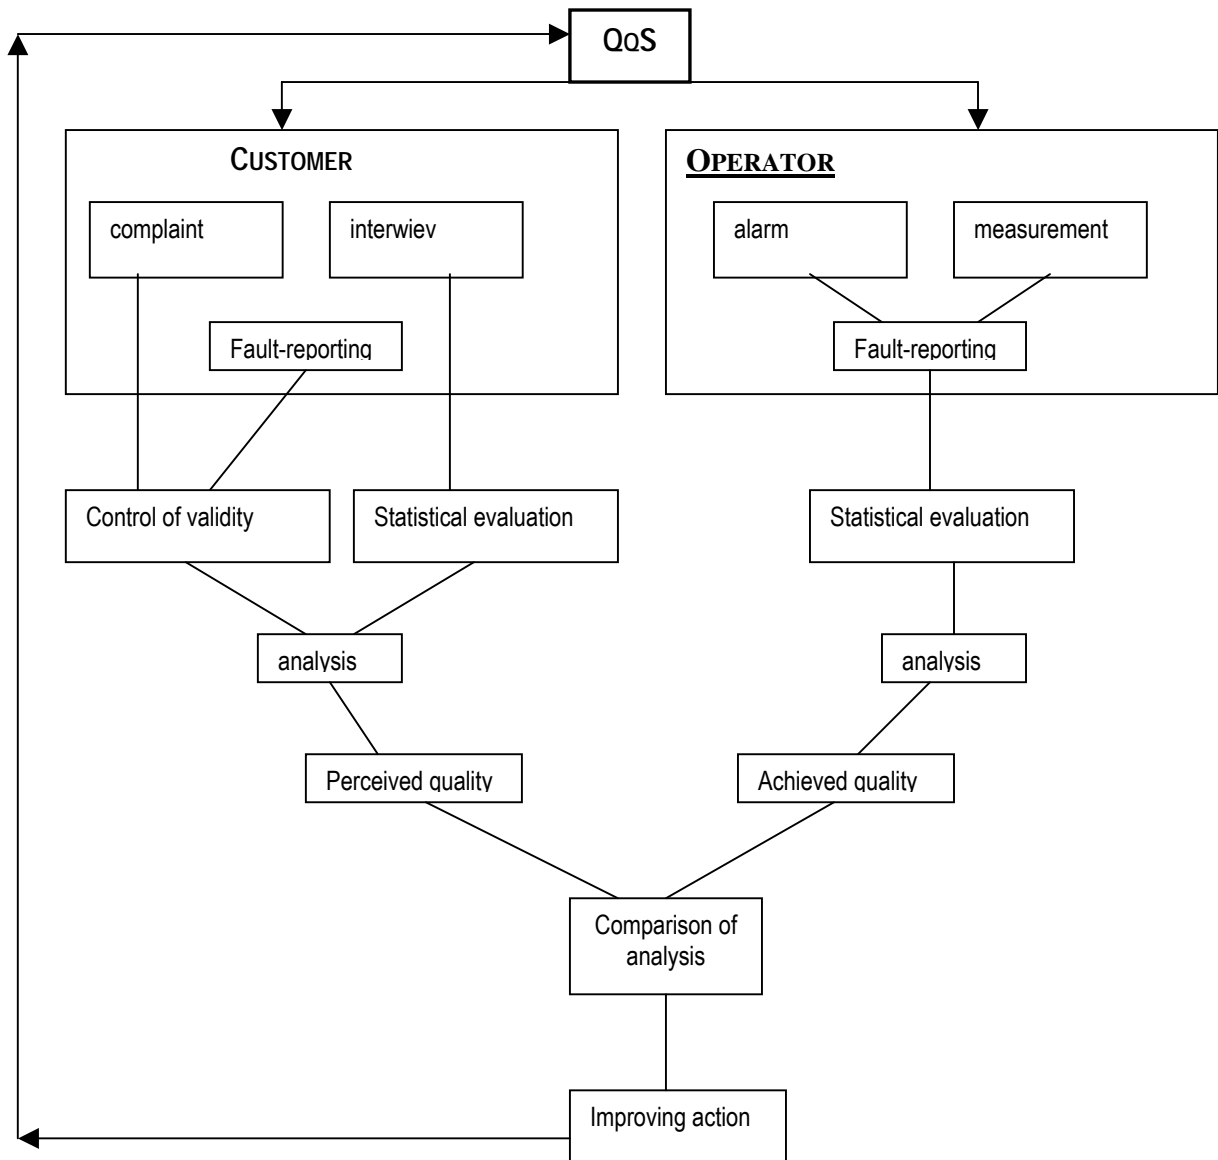 QoS
CUSTOMER
OPERATOR
complaint
interwiev
alarm
measurement
Fault-reporting
Fault-reporting
Control of validity
Statistical evaluation
Statistical evaluation
analysis
analysis
Perceived quality
Achieved quality
Comparison of
analysis
Improving action